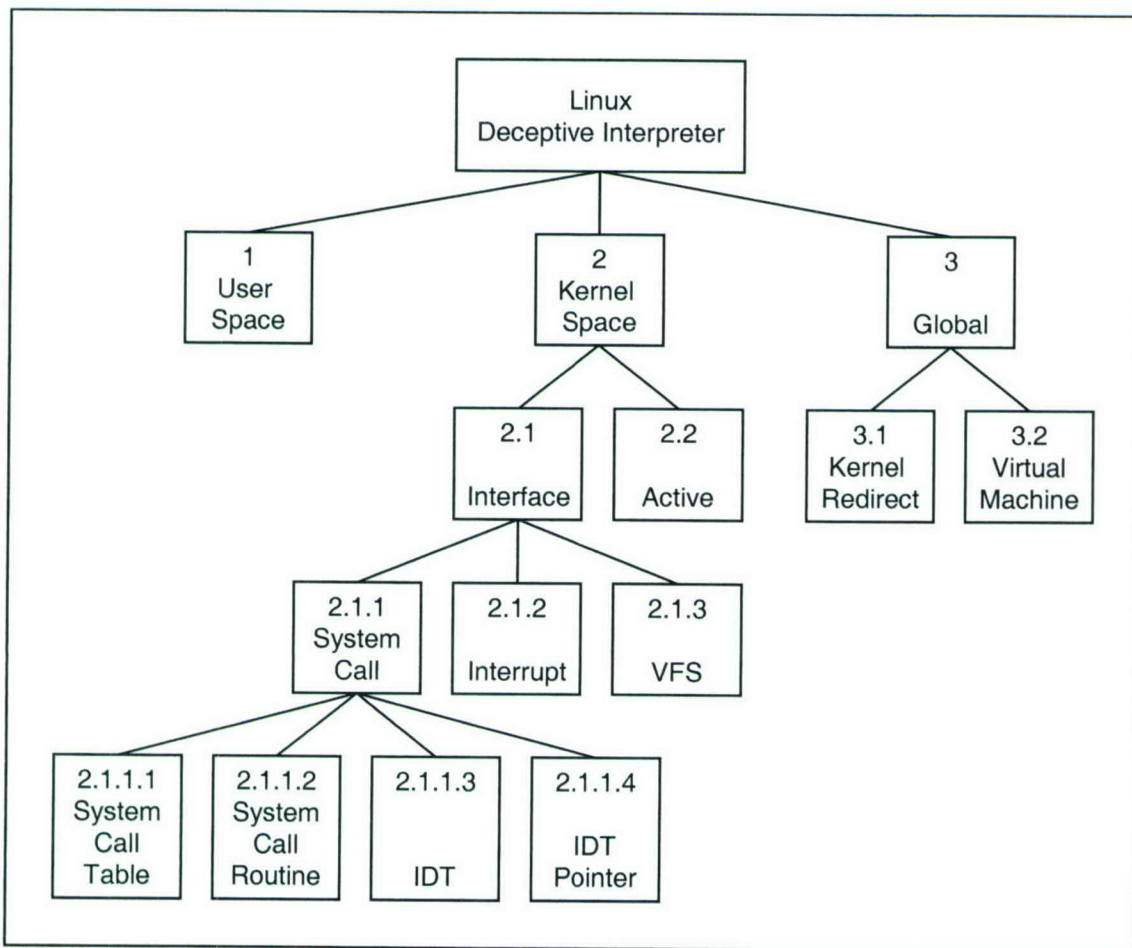 Linux
Deceptive Interpreter
1
User
Space
2
Kernel
Space
3
Global
2.1
Interface
2.2
Active
3.1
Kernel
Redirect
3.2
Virtual
Machine
2.1.1
System
Call
2.1.2
Interrupt
2.1.3
VFS
2.1.1.1
System
Call
Table
2.1.1.2
System
Call
Routine
2.1.1.3
IDT
2.1.1.4
IDT
Pointer